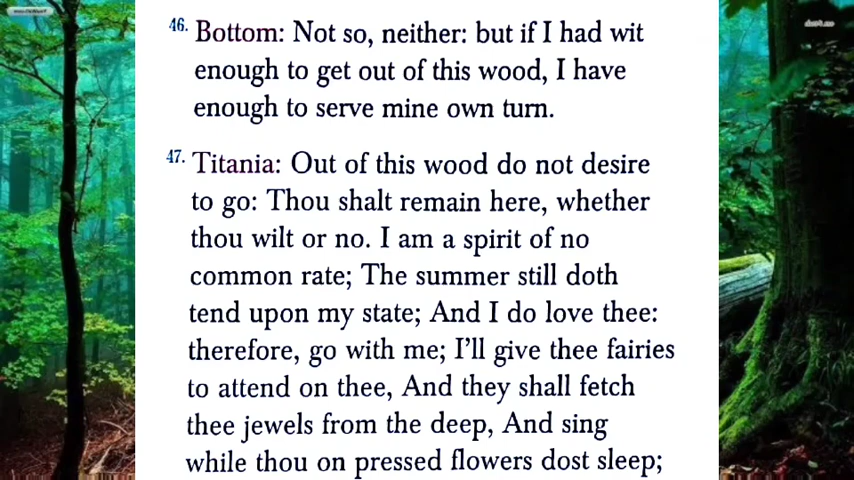 46. Bottom: Not so, neither: but if I had wit
enough to get out of this wood, I have
enough to serve mine own turn.
47. Titania: Out of this wood do not desire
to go: Thou shalt remain here, whether
thou wilt or no. I am a spirit of no
common rate; The summer still doth
tend upon my state; And I do love thee:
therefore, go with me; I’ll give thee fairies
to attend on thee, And they shall fetch
thee jewels from the deep, And sing
while thou on pressed flowers dost sleep;